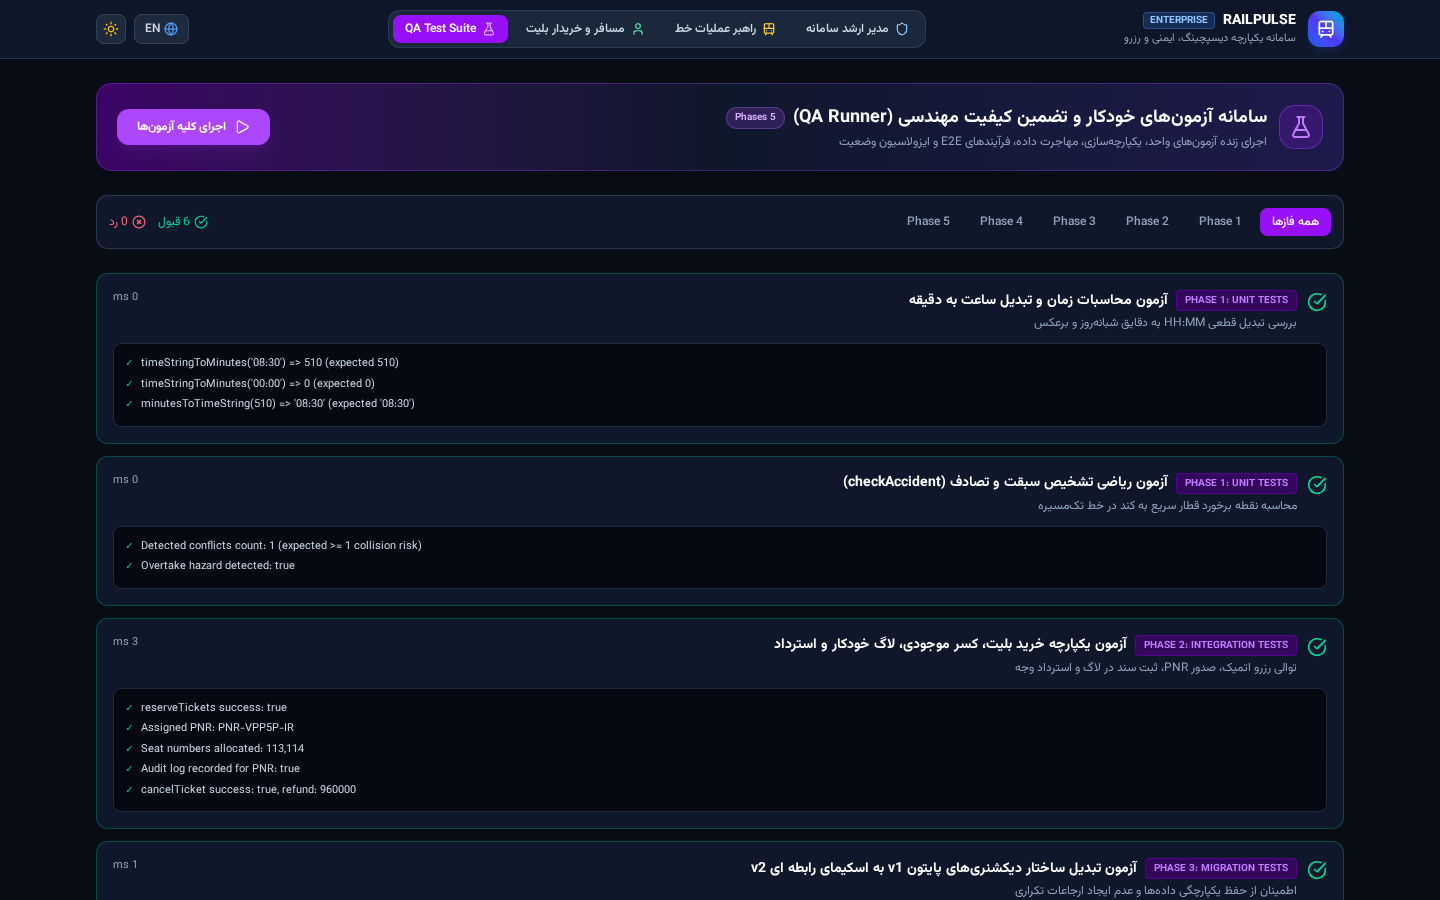 RAILPULSE ENTERPRISE
سامانه یکپارچه دیسپچینگ، ایمنی و رزرو
مدیر ارشد سامانه
راهبر عملیات خط
مسافر و خریدار بلیت
QA Test Suite
EN
سامانه آزمون‌های خودکار و تضمین کیفیت مهندسی (QA Runner) Phases 5
اجرای زنده آزمون‌های واحد، یکپارچه‌سازی، مهاجرت داده، فرآیندهای E2E و ایزولاسیون وضعیت
اجرای کلیه آزمون‌ها
همه فازها
Phase 1
Phase 2
Phase 3
Phase 4
Phase 5
6 قبول
0 رد
PHASE 1: UNIT TESTS آزمون محاسبات زمان و تبدیل ساعت به دقیقه
ms 0
بررسی تبدیل قطعی HH:MM به دقایق شبانه‌روز و برعکس
✓ timeStringToMinutes('08:30') => 510 (expected 510)
✓ timeStringToMinutes('00:00') => 0 (expected 0)
✓ minutesToTimeString(510) => '08:30' (expected '08:30')
PHASE 1: UNIT TESTS آزمون ریاضی تشخیص سبقت و تصادف (checkAccident)
ms 0
محاسبه نقطه برخورد قطار سریع به کند در خط تک‌مسیره
✓ Detected conflicts count: 1 (expected >= 1 collision risk)
✓ Overtake hazard detected: true
PHASE 2: INTEGRATION TESTS آزمون یکپارچه خرید بلیت، کسر موجودی، لاگ خودکار و استرداد
ms 3
توالی رزرو اتمیک، صدور PNR، ثبت سند در لاگ و استرداد وجه
✓ reserveTickets success: true
✓ Assigned PNR: PNR-VPP5P-IR
✓ Seat numbers allocated: 113,114
✓ Audit log recorded for PNR: true
✓ cancelTicket success: true, refund: 960000
PHASE 3: MIGRATION TESTS آزمون تبدیل ساختار دیکشنری‌های پایتون v1 به اسکیمای رابطه ای v2
ms 1
اطمینان از حفظ یکپارچگی داده‌ها و عدم ایجاد ارجاعات تکراری